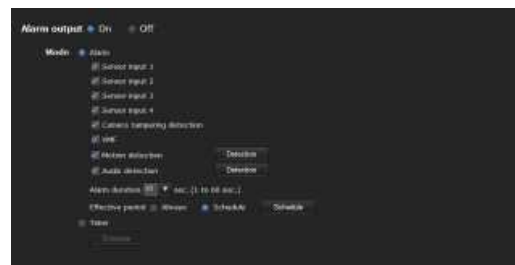 Alarm output On Off
Mode Alarm
Sensor input 1
Sensor input 2
Sensor input 3
Sensor input 4
Camera tampering detection
VMF
Motion detection Detection
Audio detection Detection
Alarm duration sec. (1 to 60 sec.)
Effective period Always Schedule Schedule
Timer
Schedule